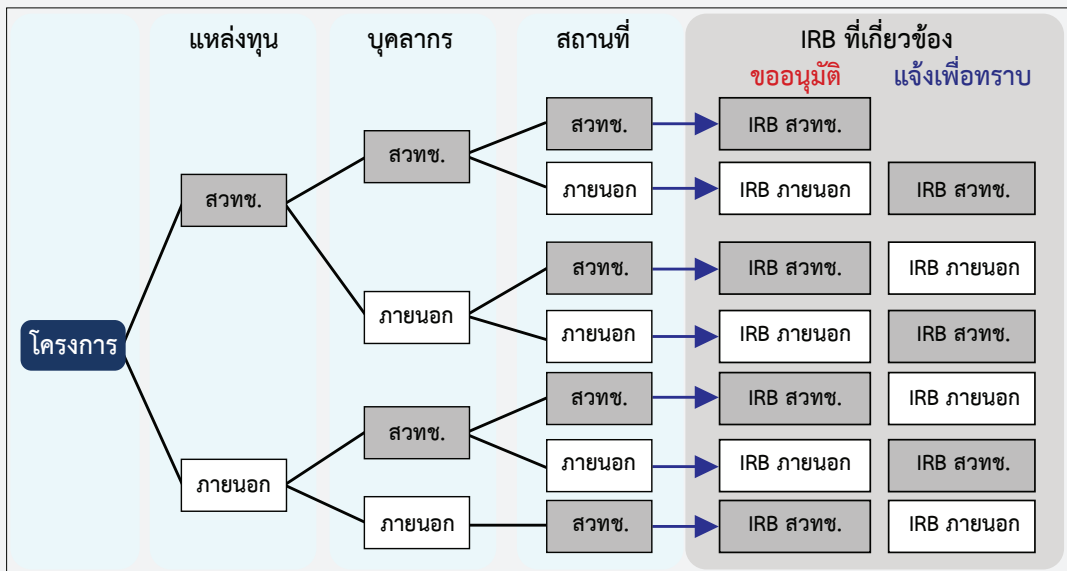 แหล่งทุน บุคลากร สถานที่ IRB ที่เกี่ยวข้อง
ขออนุมัติ แจ้งเพื่อทราบ
สวทช. IRB สวทช.
สวทช.
ภายนอก IRB ภายนอก IRB สวทช.
สวทช.
สวทช. IRB สวทช. IRB ภายนอก
ภายนอก
ภายนอก IRB ภายนอก IRB สวทช.
โครงการ
สวทช. IRB สวทช. IRB ภายนอก
สวทช.
ภายนอก IRB ภายนอก IRB สวทช.
ภายนอก
ภายนอก สวทช. IRB สวทช. IRB ภายนอก